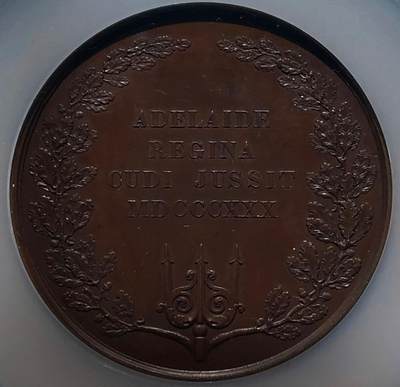 ADELAIDE
REGINA
CUDI JUSSIT
MDCCCXXX